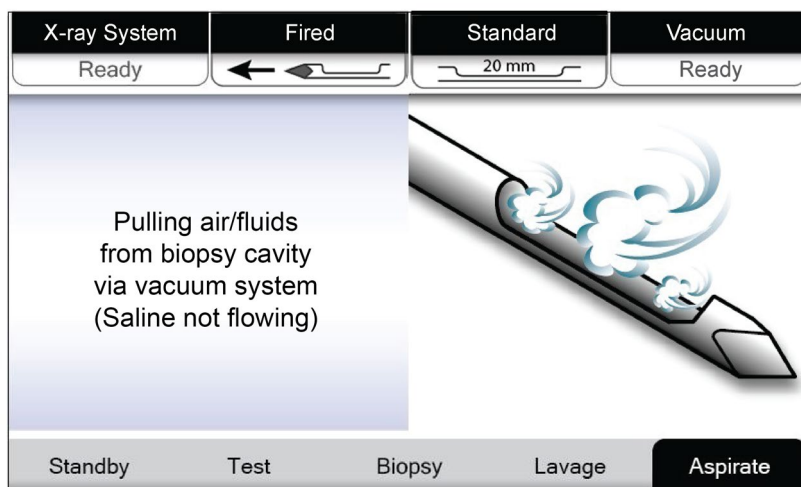 X-ray System
Fired
Standard
Vacuum
Ready
20 mm
Ready
Pulling air/fluids
from biopsy cavity
via vacuum system
(Saline not flowing)
Standby
Test
Biopsy
Lavage
Aspirate